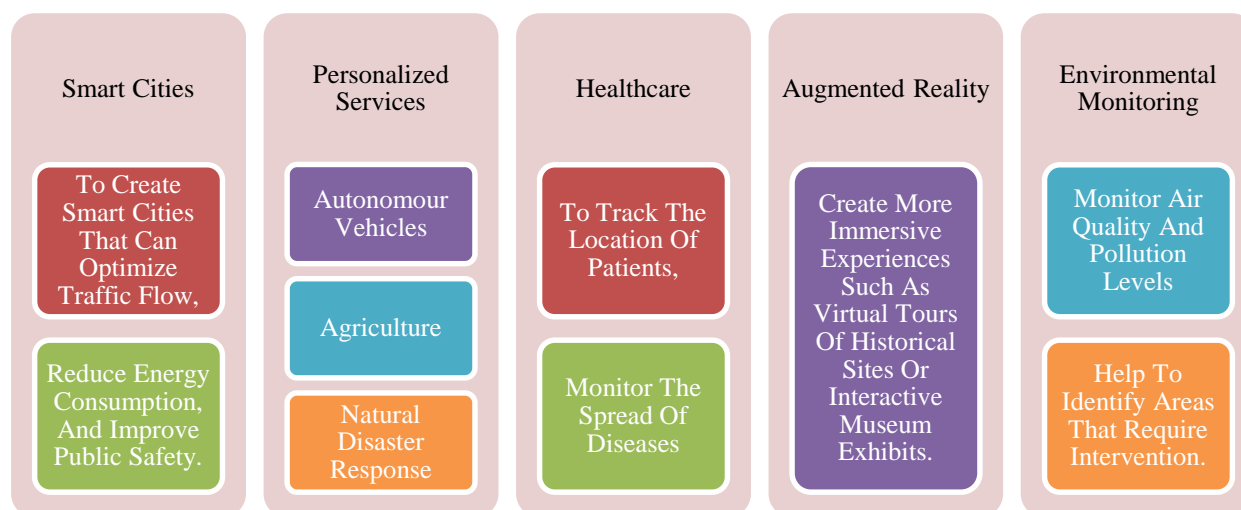 Smart Cities
To Create
Smart Cities
That Can
Optimize
Traffic Flow,
Reduce Energy
Consumption,
And Improve
Public Safety.
Personalized
Services
Autonomour
Vehicles
Agriculture
Natural
Disaster
Response
Healthcare
To Track The
Location Of
Patients,
Monitor The
Spread Of
Diseases
Augmented Reality
Create More
Immersive
Experiences
Such As
Virtual Tours
Of Historical
Sites Or
Interactive
Museum
Exhibits.
Environmental
Monitoring
Monitor Air
Quality And
Pollution
Levels
Help To
Identify Areas
That Require
Intervention.